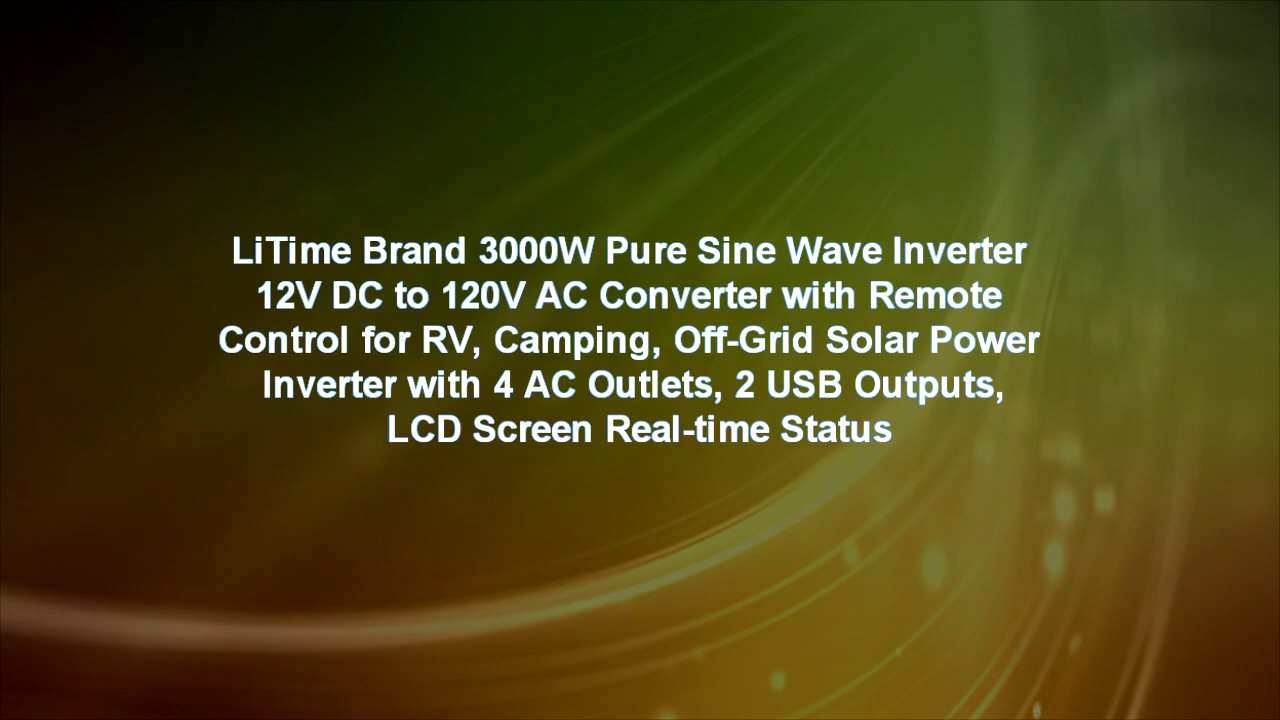 LiTime Brand 3000W Pure Sine Wave Inverter
12V DC to 120V AC Converter with Remote
Control for RV, Camping, Off-Grid Solar Power
Inverter with 4 AC Outlets, 2 USB Outputs,
LCD Screen Real-time Status